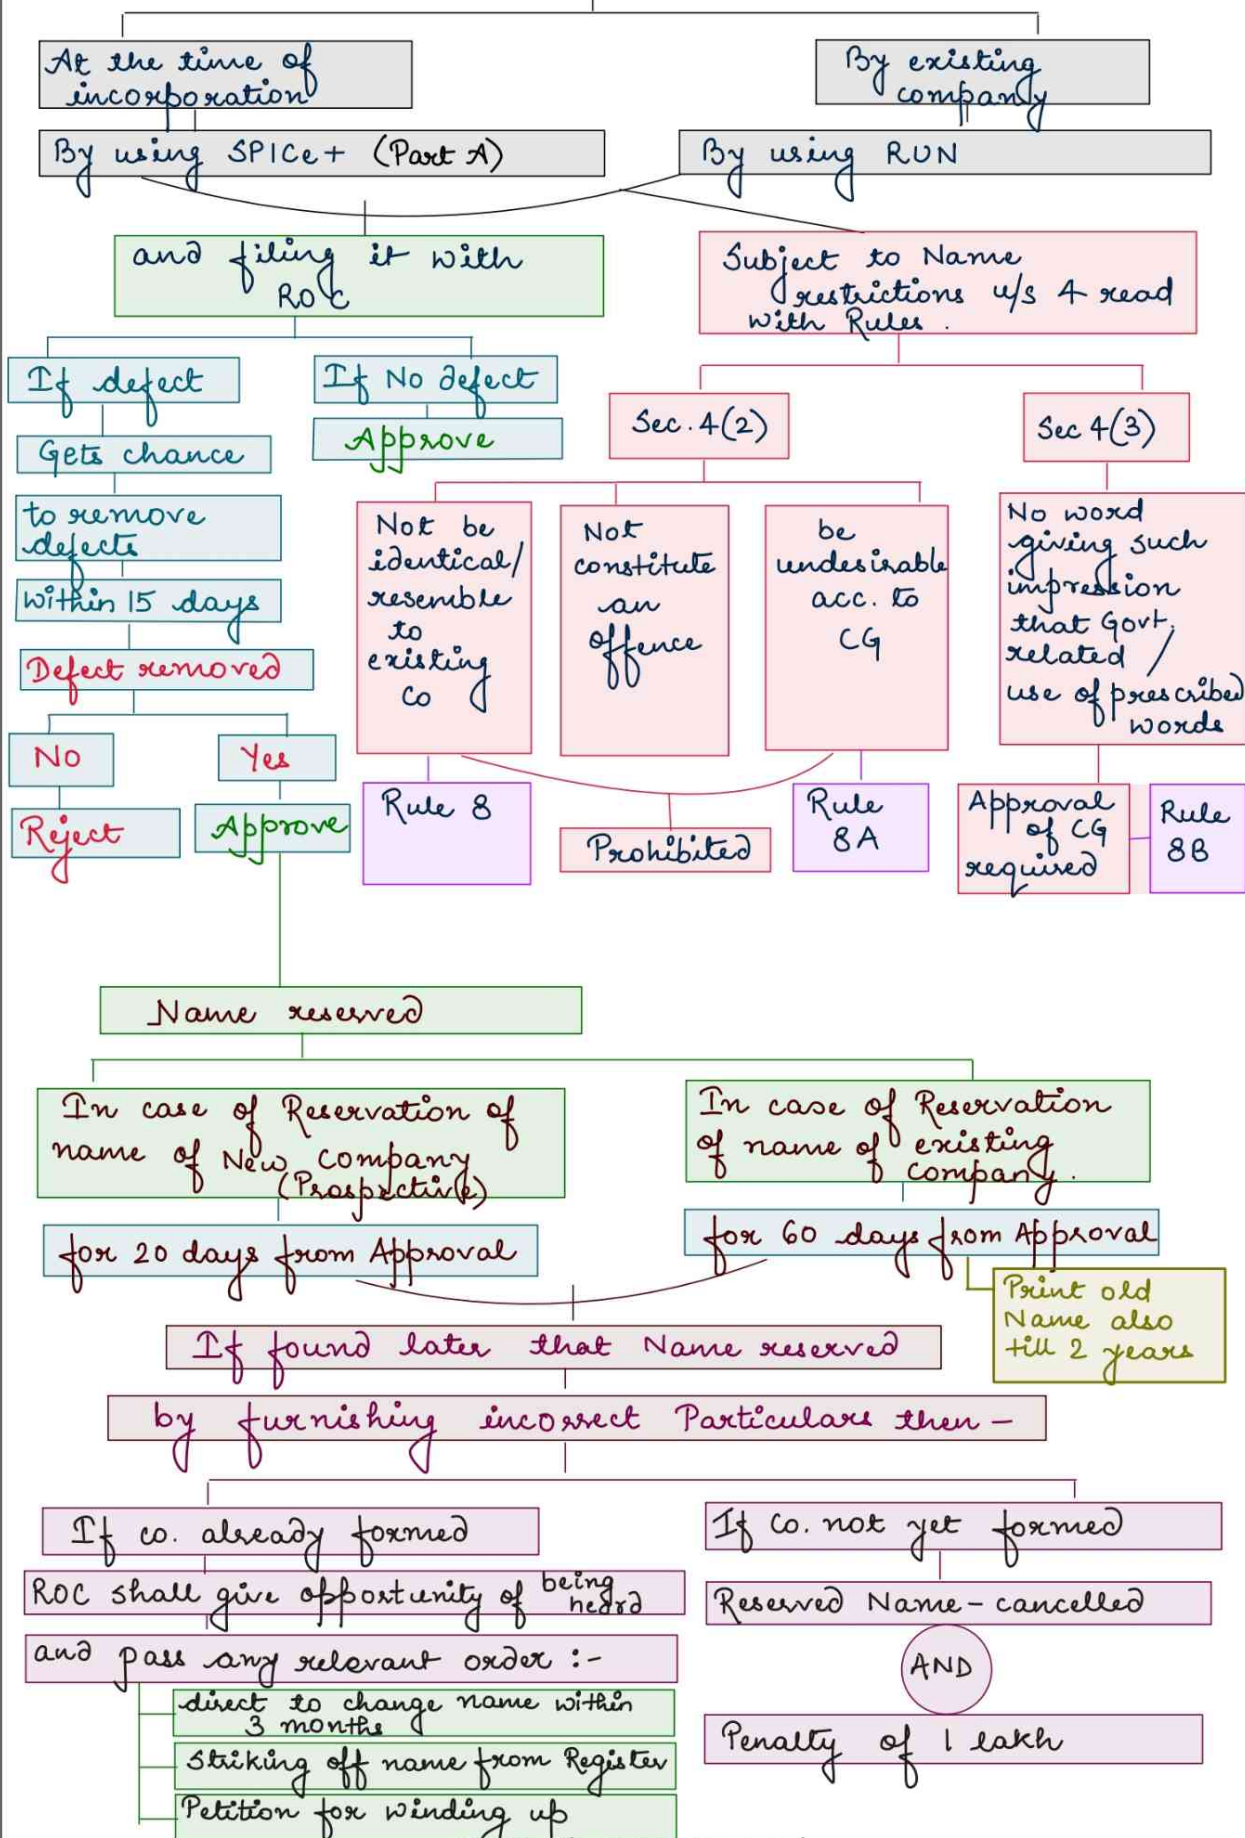 At the time of
incorporation
By existing
company
By using SPICe+ (Part A)
By using RUN
and filing it with
ROC
Subject to Name
restrictions u/s 4 read
with Rules.
If defect
If No defect
Gets chance
Approve
to remove
defects
within 15 days
Defect removed
No
Yes
Reject
Approve
Sec. 4(2)
Sec 4(3)
Not be
identical/
resemble
to
existing
co
Not
constitute
an
offence
be
undesirable
acc. to
CG
No word
giving such
impression
that Govt.
related /
use of prescribed
words
Rule 8
Prohibited
Rule
8A
Approval
of CG
required
Rule
8B
Name reserved
In case of Reservation of
name of New company
(Prospective)
In case of Reservation
of name of existing
company.
for 20 days from Approval
for 60 days from Approval
Print old
Name also
till 2 years
If found later that Name reserved
by furnishing incorrect Particulars then -
If co. already formed
ROC shall give opportunity of being
heard
and pass any relevant order :-
direct to change name within
3 months
Striking off name from Register
Petition for winding up
If co. not yet formed
Reserved Name - cancelled
AND
Penalty of 1 lakh